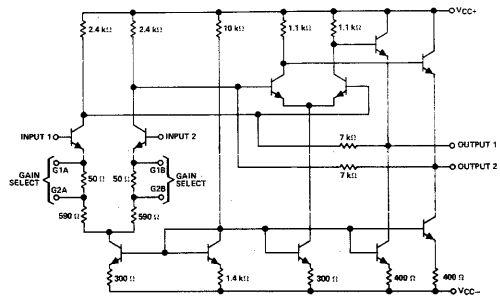 VCC+
2.4 kΩ 2.4 kΩ 10 kΩ 1.1 kΩ 1.1 kΩ
INPUT 1 INPUT 2
7 kΩ OUTPUT 1
7 kΩ OUTPUT 2
GAIN SELECT G1A 50 Ω 50 Ω G1B GAIN SELECT
G2A G2B
590 Ω 590 Ω
300 Ω 1.4 kΩ 300 Ω 400 Ω 400 Ω
VCC−